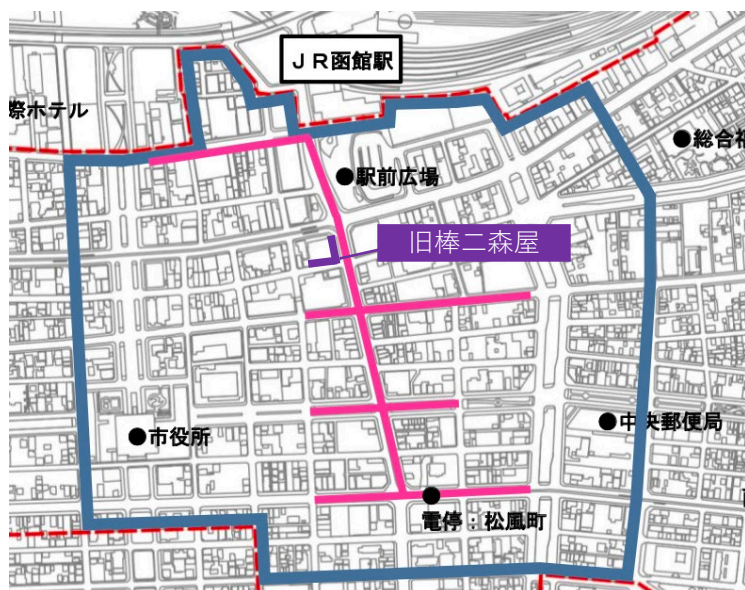 ＪＲ函館駅
際ホテル
●総合福
●駅前広場
旧棒二森屋
●市役所
●中央郵便局
電停：松風町